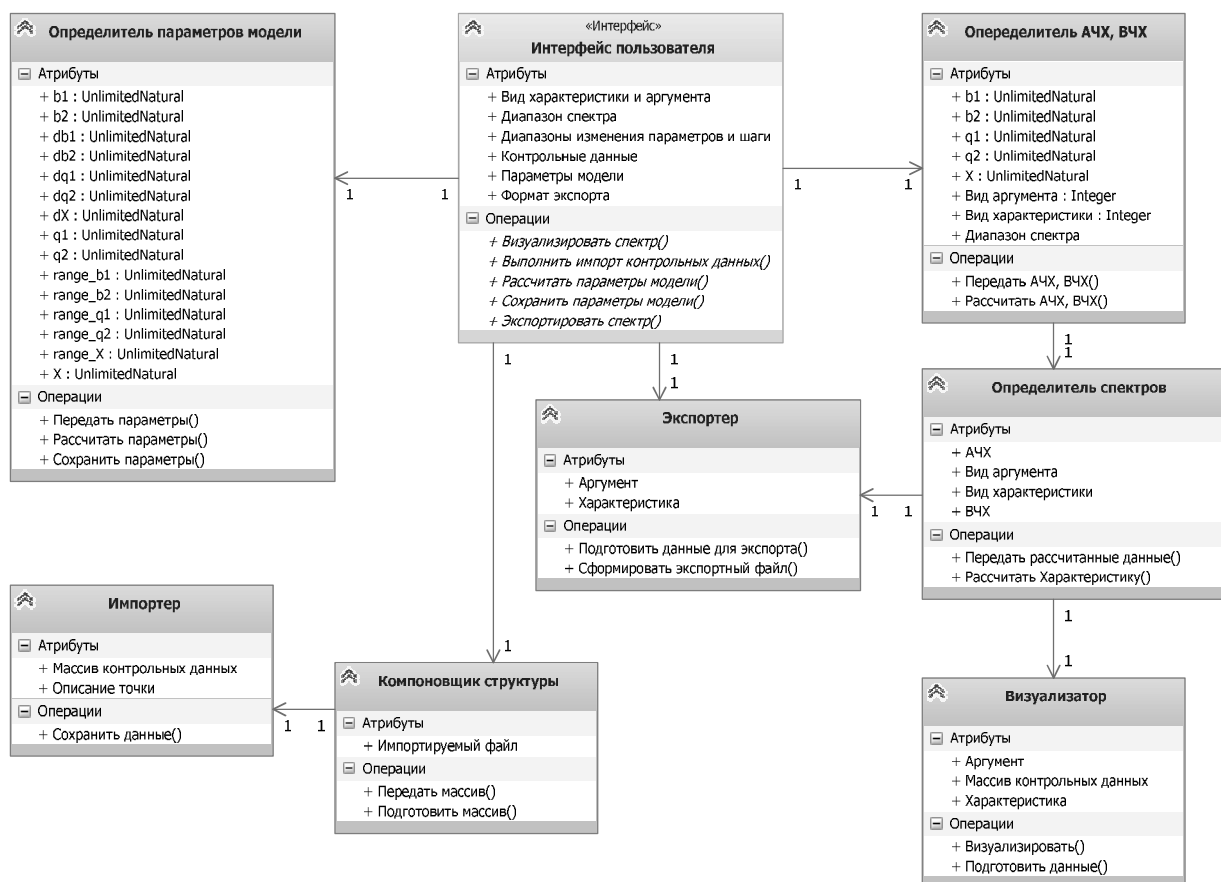 Определитель параметров модели
Атрибуты
+ b1 : UnlimitedNatural
+ b2 : UnlimitedNatural
+ db1 : UnlimitedNatural
+ db2 : UnlimitedNatural
+ dq1 : UnlimitedNatural
+ dq2 : UnlimitedNatural
+ dX : UnlimitedNatural
+ q1 : UnlimitedNatural
+ q2 : UnlimitedNatural
+ range_b1 : UnlimitedNatural
+ range_b2 : UnlimitedNatural
+ range_q1 : UnlimitedNatural
+ range_q2 : UnlimitedNatural
+ range_X : UnlimitedNatural
+ X : UnlimitedNatural
Операции
+ Передать параметры()
+ Рассчитать параметры()
+ Сохранить параметры()
«Интерфейс»
Интерфейс пользователя
Атрибуты
+ Вид характеристики и аргумента
+ Диапазон спектра
+ Диапазоны изменения параметров и шаги
+ Контрольные данные
+ Параметры модели
+ Формат экспорта
Операции
+ Визуализировать спектр()
+ Выполнить импорт контрольных данных()
+ Рассчитать параметры модели()
+ Сохранить параметры модели()
+ Экспортировать спектр()
Опеределитель АЧХ, ВЧХ
Атрибуты
+ b1 : UnlimitedNatural
+ b2 : UnlimitedNatural
+ q1 : UnlimitedNatural
+ q2 : UnlimitedNatural
+ X : UnlimitedNatural
+ Вид аргумента : Integer
+ Вид характеристики : Integer
+ Диапазон спектра
Операции
+ Передать АЧХ, ВЧХ()
+ Рассчитать АЧХ, ВЧХ()
1
1
1
1
1
1
1
1
1
Экспортер
Атрибуты
+ Аргумент
+ Характеристика
Операции
+ Подготовить данные для экспорта()
+ Сформировать экспортный файл()
Определитель спектров
Атрибуты
+ АЧХ
+ Вид аргумента
+ Вид характеристики
+ ВЧХ
Операции
+ Передать рассчитанные данные()
+ Рассчитать Характеристику()
1
1
1
1
1
Импортер
Атрибуты
+ Массив контрольных данных
+ Описание точки
Операции
+ Сохранить данные()
1
1
Компоновщик структуры
Атрибуты
+ Импортируемый файл
Операции
+ Передать массив()
+ Подготовить массив()
Визуализатор
Атрибуты
+ Аргумент
+ Массив контрольных данных
+ Характеристика
Операции
+ Визуализировать()
+ Подготовить данные()